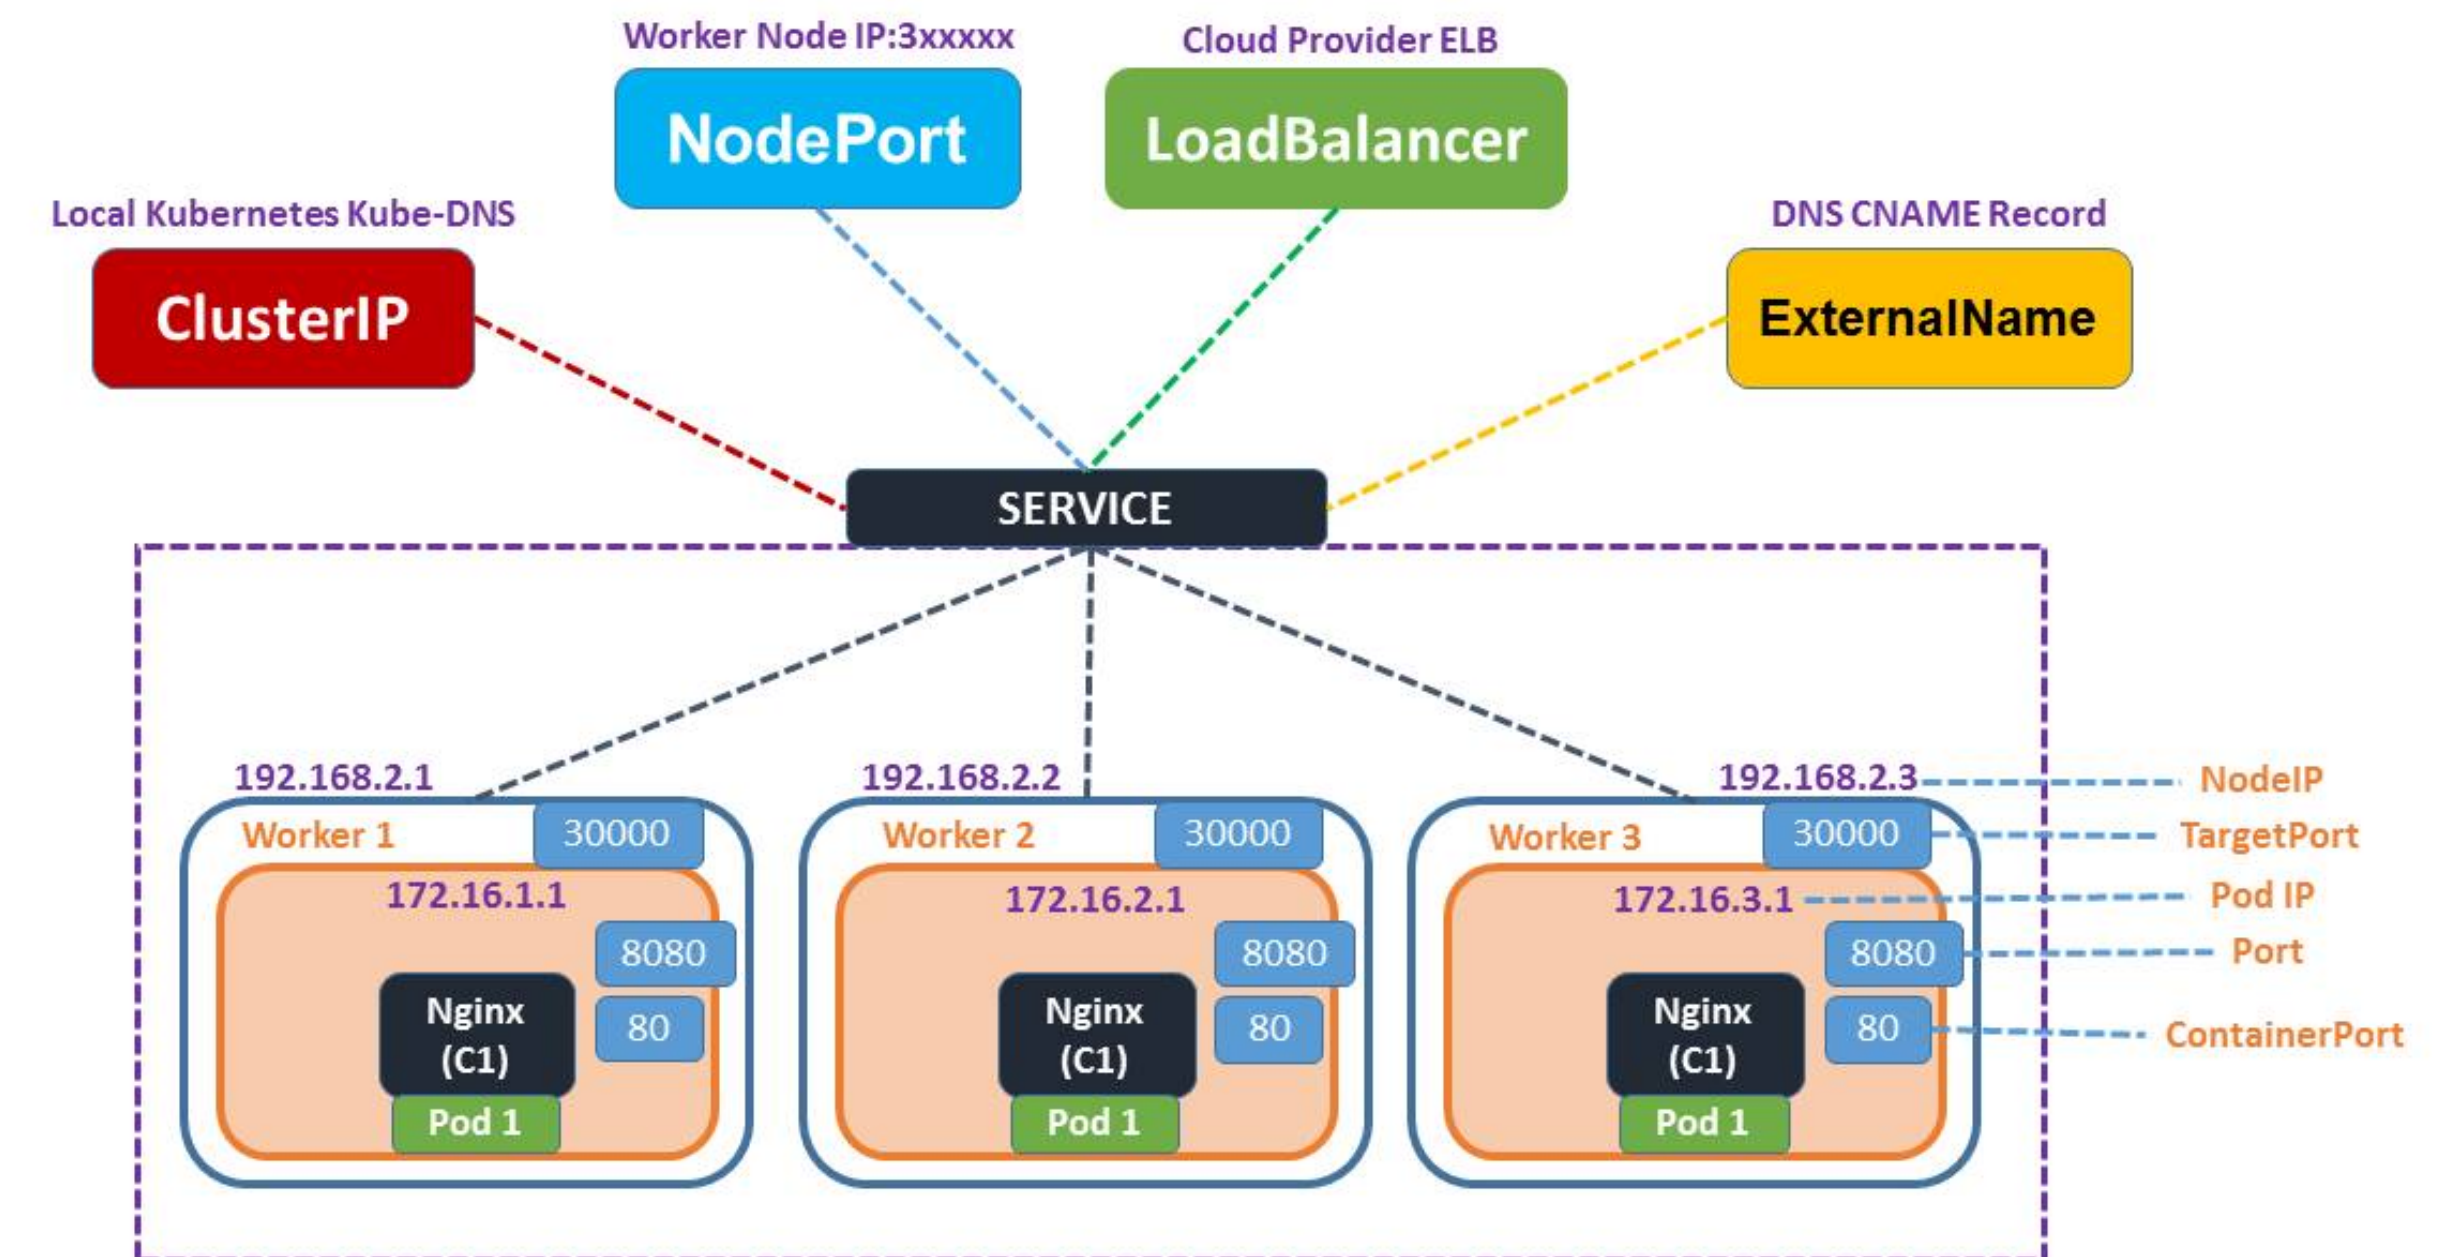 Worker Node IP:3xxxxx
Cloud Provider ELB
NodePort
LoadBalancer
Local Kubernetes Kube-DNS
DNS CNAME Record
ClusterIP
ExternalName
SERVICE
192.168.2.1
192.168.2.2
192.168.2.3
NodeIP
Worker 1
30000
Worker 2
30000
Worker 3
30000
TargetPort
172.16.1.1
172.16.2.1
172.16.3.1
Pod IP
8080
8080
8080
Port
Nginx
(C1)
80
Nginx
(C1)
80
Nginx
(C1)
80
ContainerPort
Pod 1
Pod 1
Pod 1